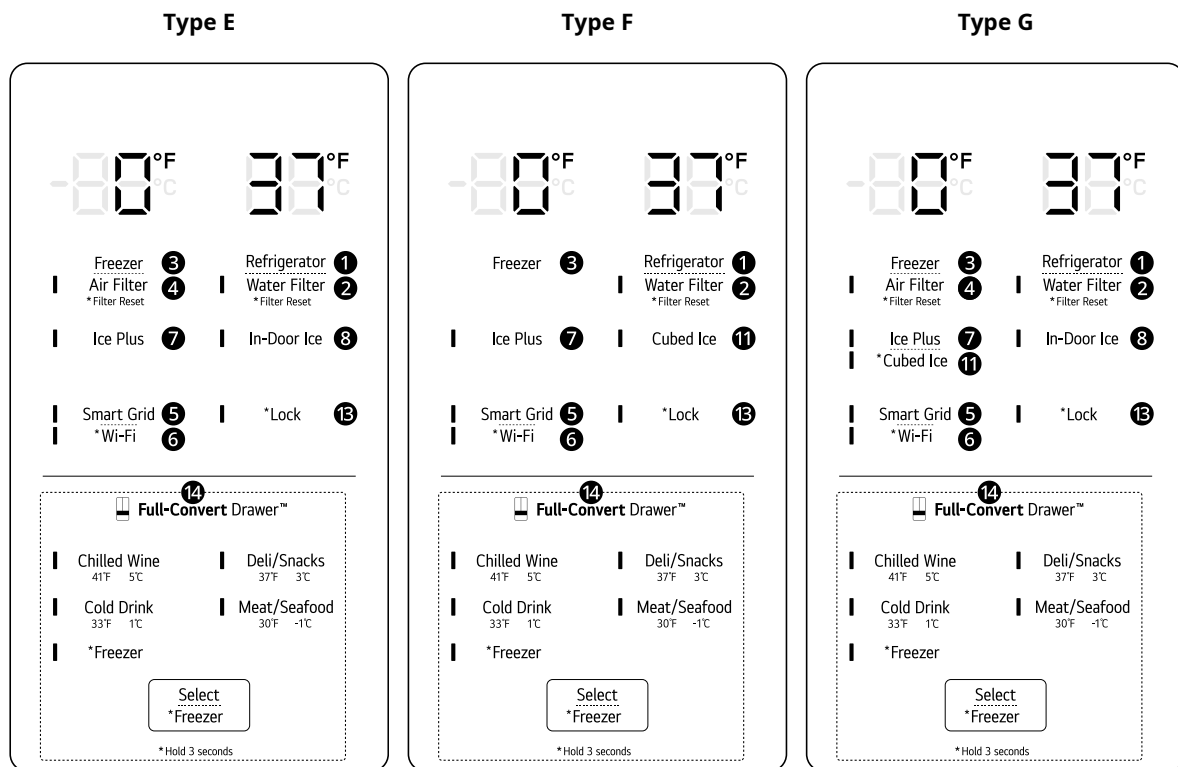 Type E
0°F °C 37°F °C
Freezer 3 Refrigerator 1
Air Filter 4 Water Filter 2
*Filter Reset *Filter Reset
Ice Plus 7 In-Door Ice 8
Smart Grid 5 *Lock 13
*Wi-Fi 6
14
Full-Convert Drawer™
Chilled Wine Deli/Snacks
41°F 5°C 37°F 3°C
Cold Drink Meat/Seafood
33°F 1°C 30°F -1°C
*Freezer
Select
*Freezer
*Hold 3 seconds
Type F
0°F °C 37°F °C
Freezer 3 Refrigerator 1
Water Filter 2
*Filter Reset
Ice Plus 7 Cubed Ice 11
Smart Grid 5 *Lock 13
*Wi-Fi 6
14
Full-Convert Drawer™
Chilled Wine Deli/Snacks
41°F 5°C 37°F 3°C
Cold Drink Meat/Seafood
33°F 1°C 30°F -1°C
*Freezer
Select
*Freezer
*Hold 3 seconds
Type G
0°F °C 37°F °C
Freezer 3 Refrigerator 1
Air Filter 4 Water Filter 2
*Filter Reset *Filter Reset
Ice Plus 7 In-Door Ice 8
*Cubed Ice 11
Smart Grid 5 *Lock 13
*Wi-Fi 6
14
Full-Convert Drawer™
Chilled Wine Deli/Snacks
41°F 5°C 37°F 3°C
Cold Drink Meat/Seafood
33°F 1°C 30°F -1°C
*Freezer
Select
*Freezer
*Hold 3 seconds